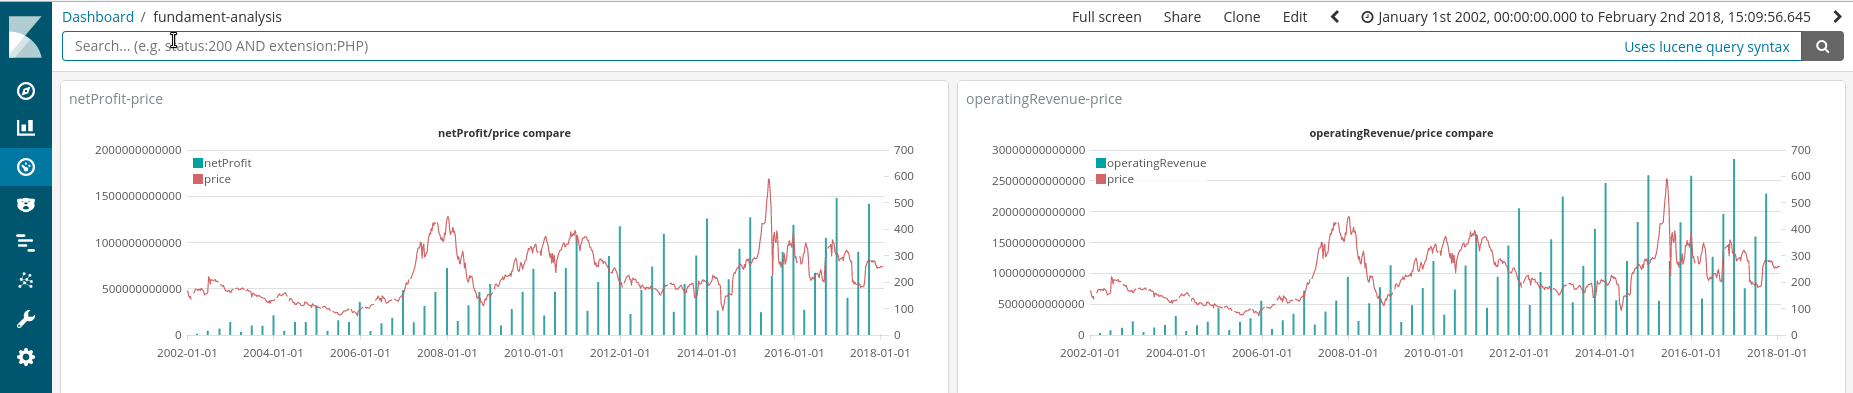 Dashboard / fundament-analysis Full screen Share Clone Edit January 1st 2002, 00:00:00.000 to February 2nd 2018, 15:09:56.645
Search... (e.g. status:200 AND extension:PHP) Uses lucene query syntax
netProfit-price
netProfit/price compare
2000000000000
1500000000000
1000000000000
500000000000
0
700
600
500
400
300
200
100
0
netProfit
price
2002-01-01 2004-01-01 2006-01-01 2008-01-01 2010-01-01 2012-01-01 2014-01-01 2016-01-01 2018-01-01
operatingRevenue-price
operatingRevenue/price compare
30000000000000
25000000000000
20000000000000
15000000000000
10000000000000
5000000000000
0
700
600
500
400
300
200
100
0
operatingRevenue
price
2002-01-01 2004-01-01 2006-01-01 2008-01-01 2010-01-01 2012-01-01 2014-01-01 2016-01-01 2018-01-01